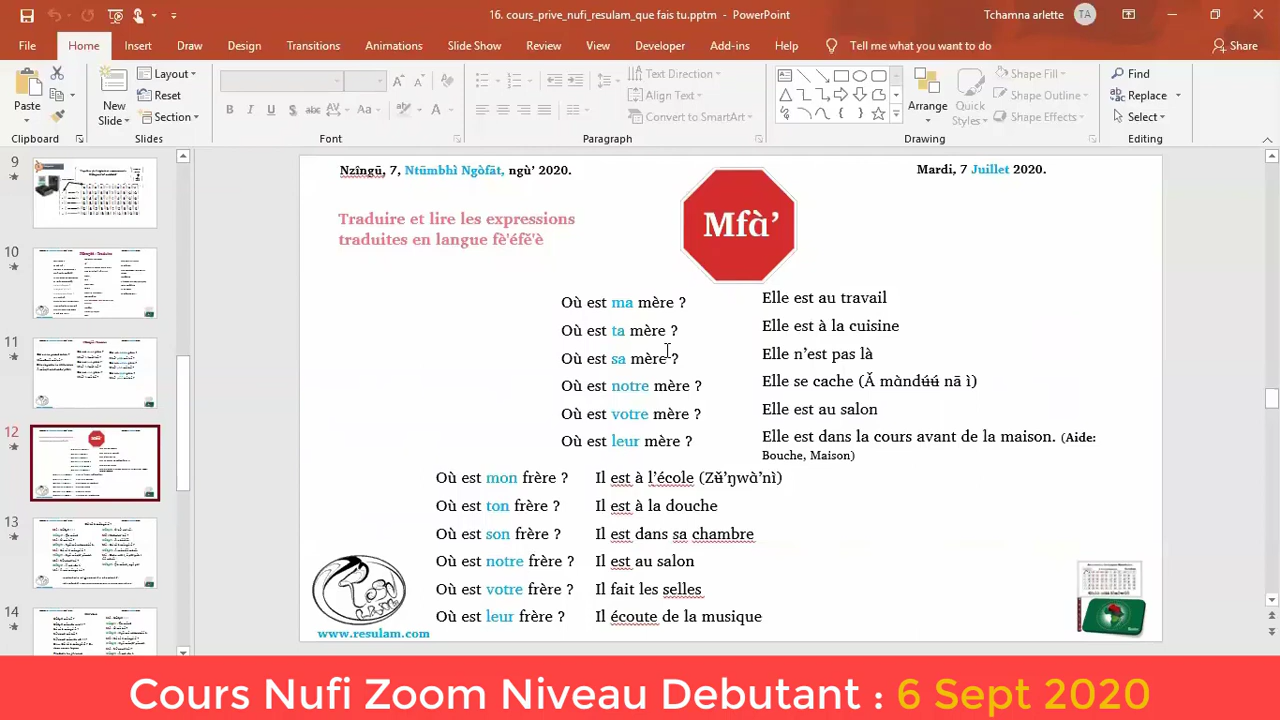 16. cours_prive_nufi_resulam_que fais tu.pptm - PowerPoint
Tchamna arlette
TA
File Home Insert Draw Design Transitions Animations Slide Show Review View Developer Add-ins Help Tell me what you want to do Share
Paste
New Slide
Layout
Reset
Section
Text Direction
Align Text
Convert to SmartArt
Arrange
Quick Styles
Shape Fill
Shape Outline
Shape Effects
Find
Replace
Select
Clipboard Slides Font Paragraph Drawing Editing
9
10
11
12
13
14
Nzīngū, 7, Ntūmbhì Ngòfāt, ngù’ 2020.
Mardi, 7 Juillet 2020.
Mfà’
Traduire et lire les expressions
traduites en langue fè'éfě'è
Où est ma mère ? Elle est au travail
Où est ta mère ? Elle est à la cuisine
Où est sa mère ? Elle n’est pas là
Où est notre mère ? Elle se cache (Ǎ màndʉ́ʉ́ nā ì)
Où est votre mère ? Elle est au salon
Où est leur mère ? Elle est dans la cours avant de la maison. (Aide:
Bouche, Maison)
Où est mon frère ? Il est à l’école (Zʉ̌’ŋwà’nì)
Où est ton frère ? Il est à la douche
Où est son frère ? Il est dans sa chambre
Où est notre frère ? Il est au salon
Où est votre frère ? Il fait les selles
Où est leur frère ? Il écoute de la musique
www.resulam.com
Cours Nufi Zoom Niveau Debutant : 6 Sept 2020